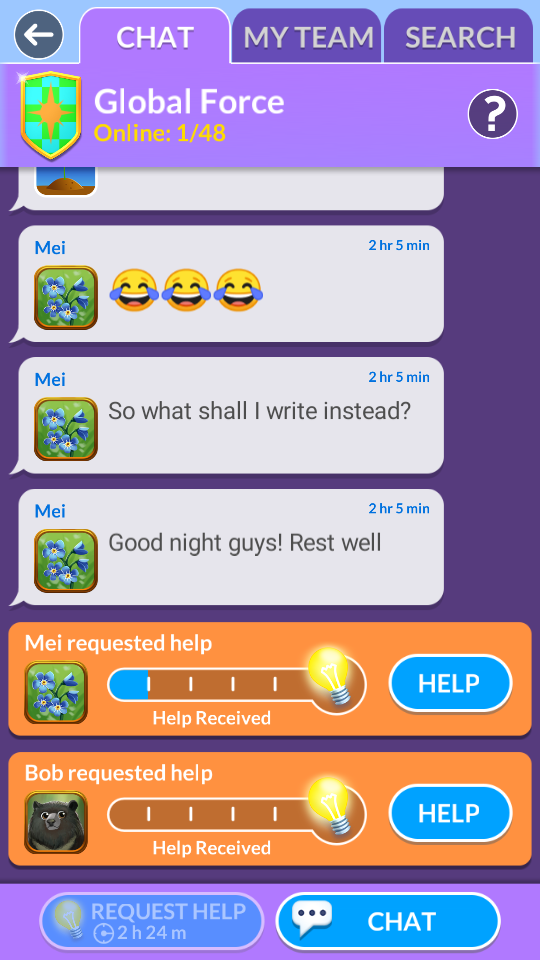 CHAT
MY TEAM
SEARCH
Global Force
Online: 1/48
?
Mei
2 hr 5 min
Mei
2 hr 5 min
So what shall I write instead?
Mei
2 hr 5 min
Good night guys! Rest well
Mei requested help
HELP
Help Received
Bob requested help
HELP
Help Received
REQUEST HELP
2 h 24 m
CHAT